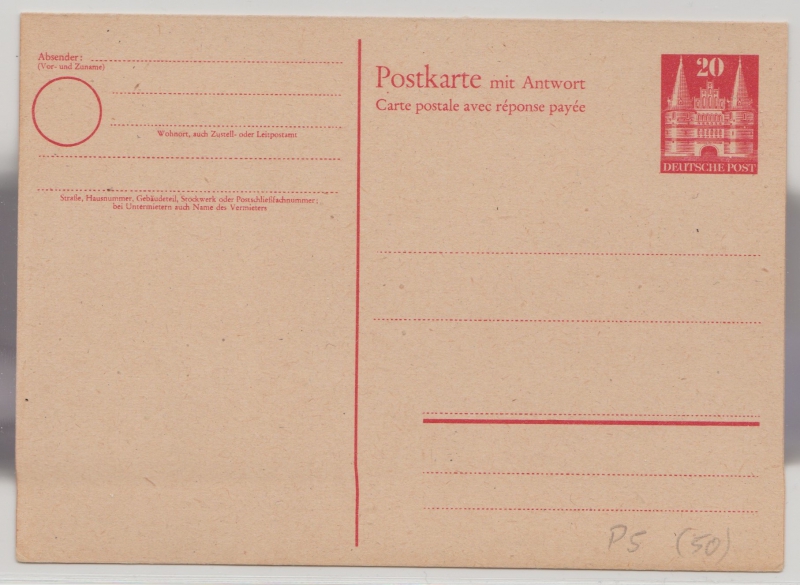 Absender:
(Vor- und Zuname)
Wohnort, auch Zustell- oder Leitpostamt
Straße, Hausnummer, Gebäudeteil, Stockwerk oder Postschließfachnummer;
bei Untermietern auch Name des Vermieters
Postkarte mit Antwort
Carte postale avec réponse payée
20
DEUTSCHE POST
P5 (50)